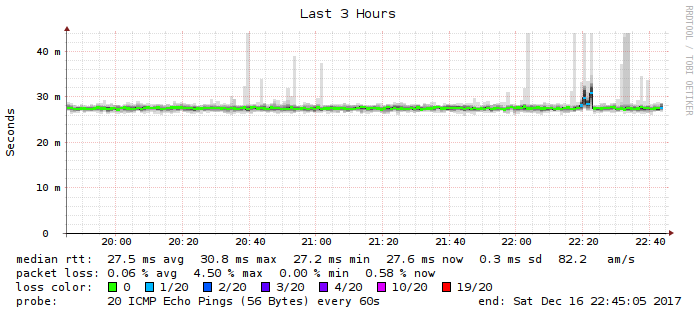 Last 3 Hours
RRDTOOL / TOBI OETIKER
Seconds
40 m
30 m
20 m
10 m
0
20:00 20:20 20:40 21:00 21:20 21:40 22:00 22:20 22:40
median rtt: 27.5 ms avg 30.8 ms max 27.2 ms min 27.6 ms now 0.3 ms sd 82.2 am/s
packet loss: 0.06 % avg 4.50 % max 0.00 % min 0.58 % now
loss color: 0 1/20 2/20 3/20 4/20 10/20 19/20
probe: 20 ICMP Echo Pings (56 Bytes) every 60s end: Sat Dec 16 22:45:05 2017